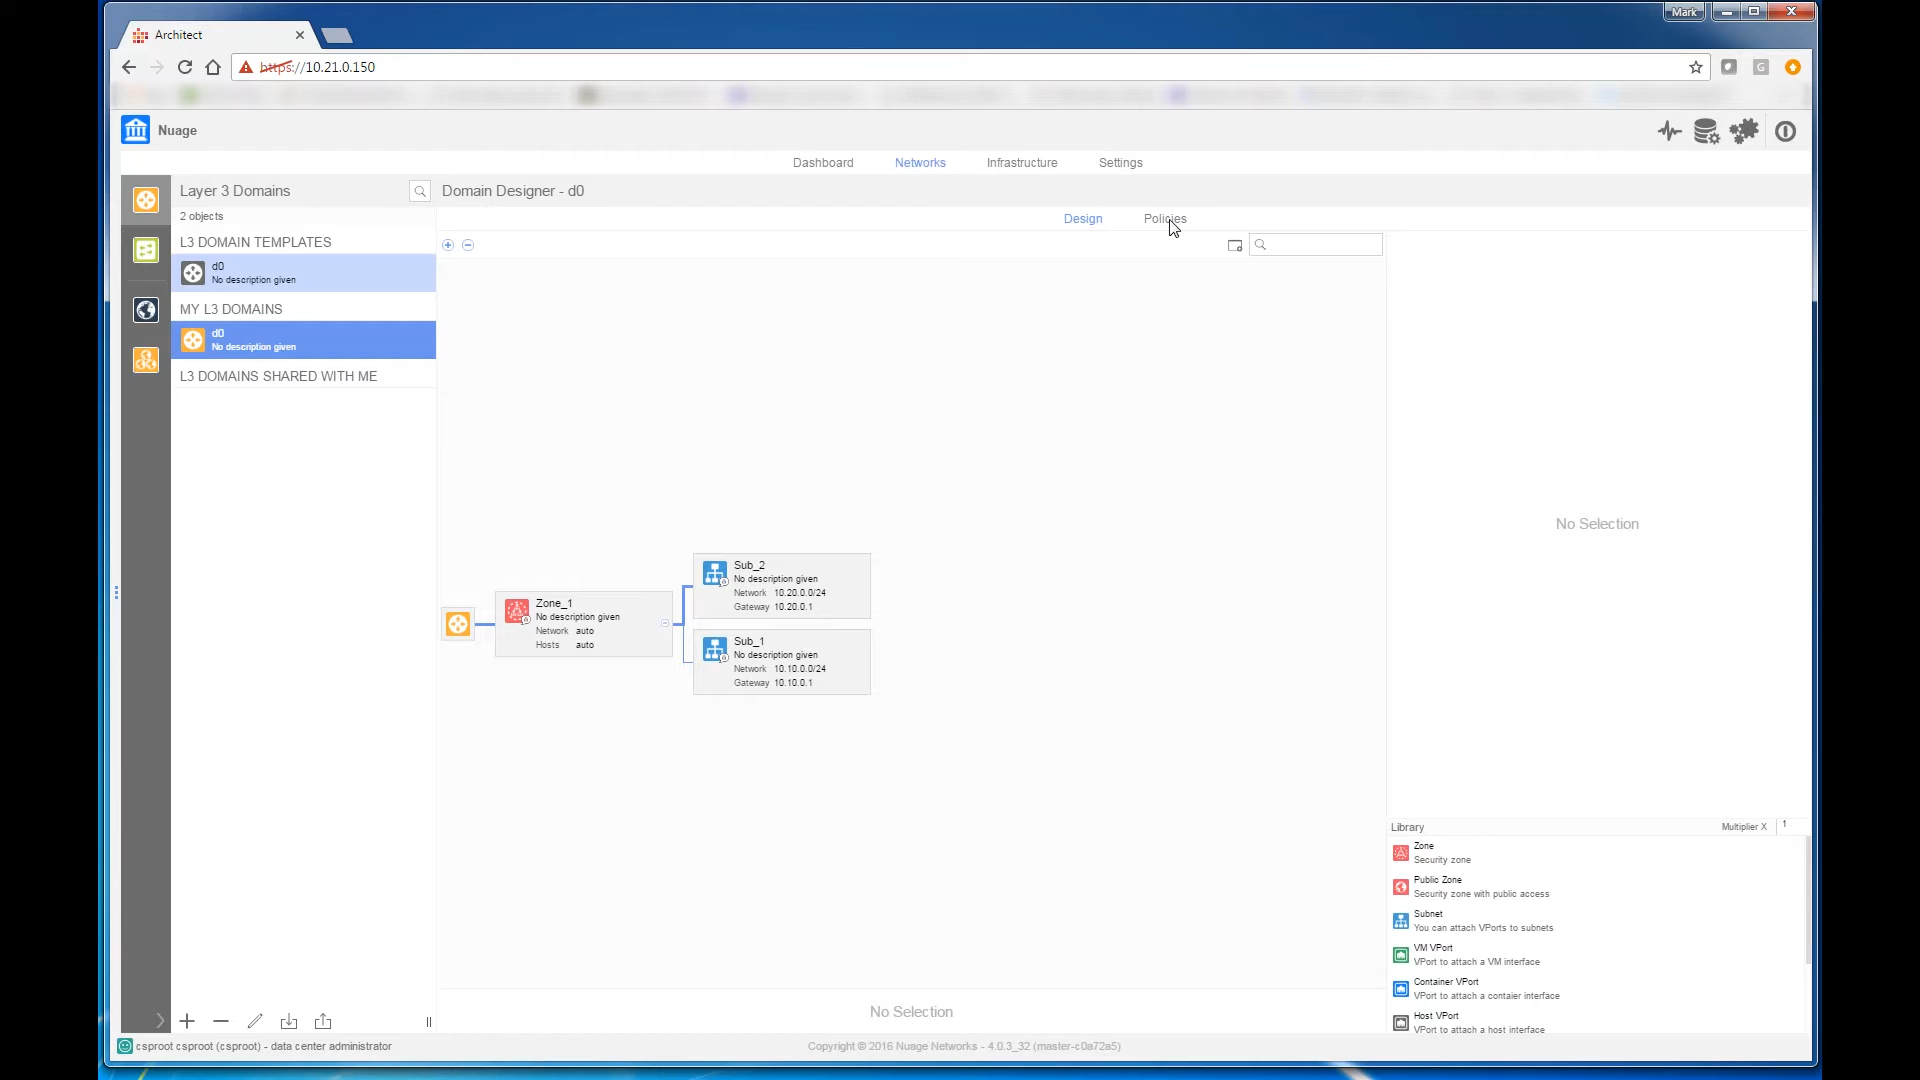 Mark
Architect
https://10.21.0.150
G
Nuage
Dashboard
Networks
Infrastructure
Settings
Layer 3 Domains
Domain Designer - d0
2 objects
Design
Policies
L3 DOMAIN TEMPLATES
d0
No description given
MY L3 DOMAINS
d0
No description given
L3 DOMAINS SHARED WITH ME
No Selection
Sub_2
No description given
Network 10.20.0.0/24
Gateway 10.20.0.1
Zone_1
No description given
Network auto
Hosts auto
Sub_1
No description given
Network 10.10.0.0/24
Gateway 10.10.0.1
Library
Multiplier X 1
Zone
Security zone
Public Zone
Security zone with public access
Subnet
You can attach VPorts to subnets
VM VPort
VPort to attach a VM interface
Container VPort
VPort to attach a contaier interface
Host VPort
VPort to attach a host interface
No Selection
csproot csproot (csproot) - data center administrator
Copyright © 2016 Nuage Networks - 4.0.3_32 (master-c0a72a5)